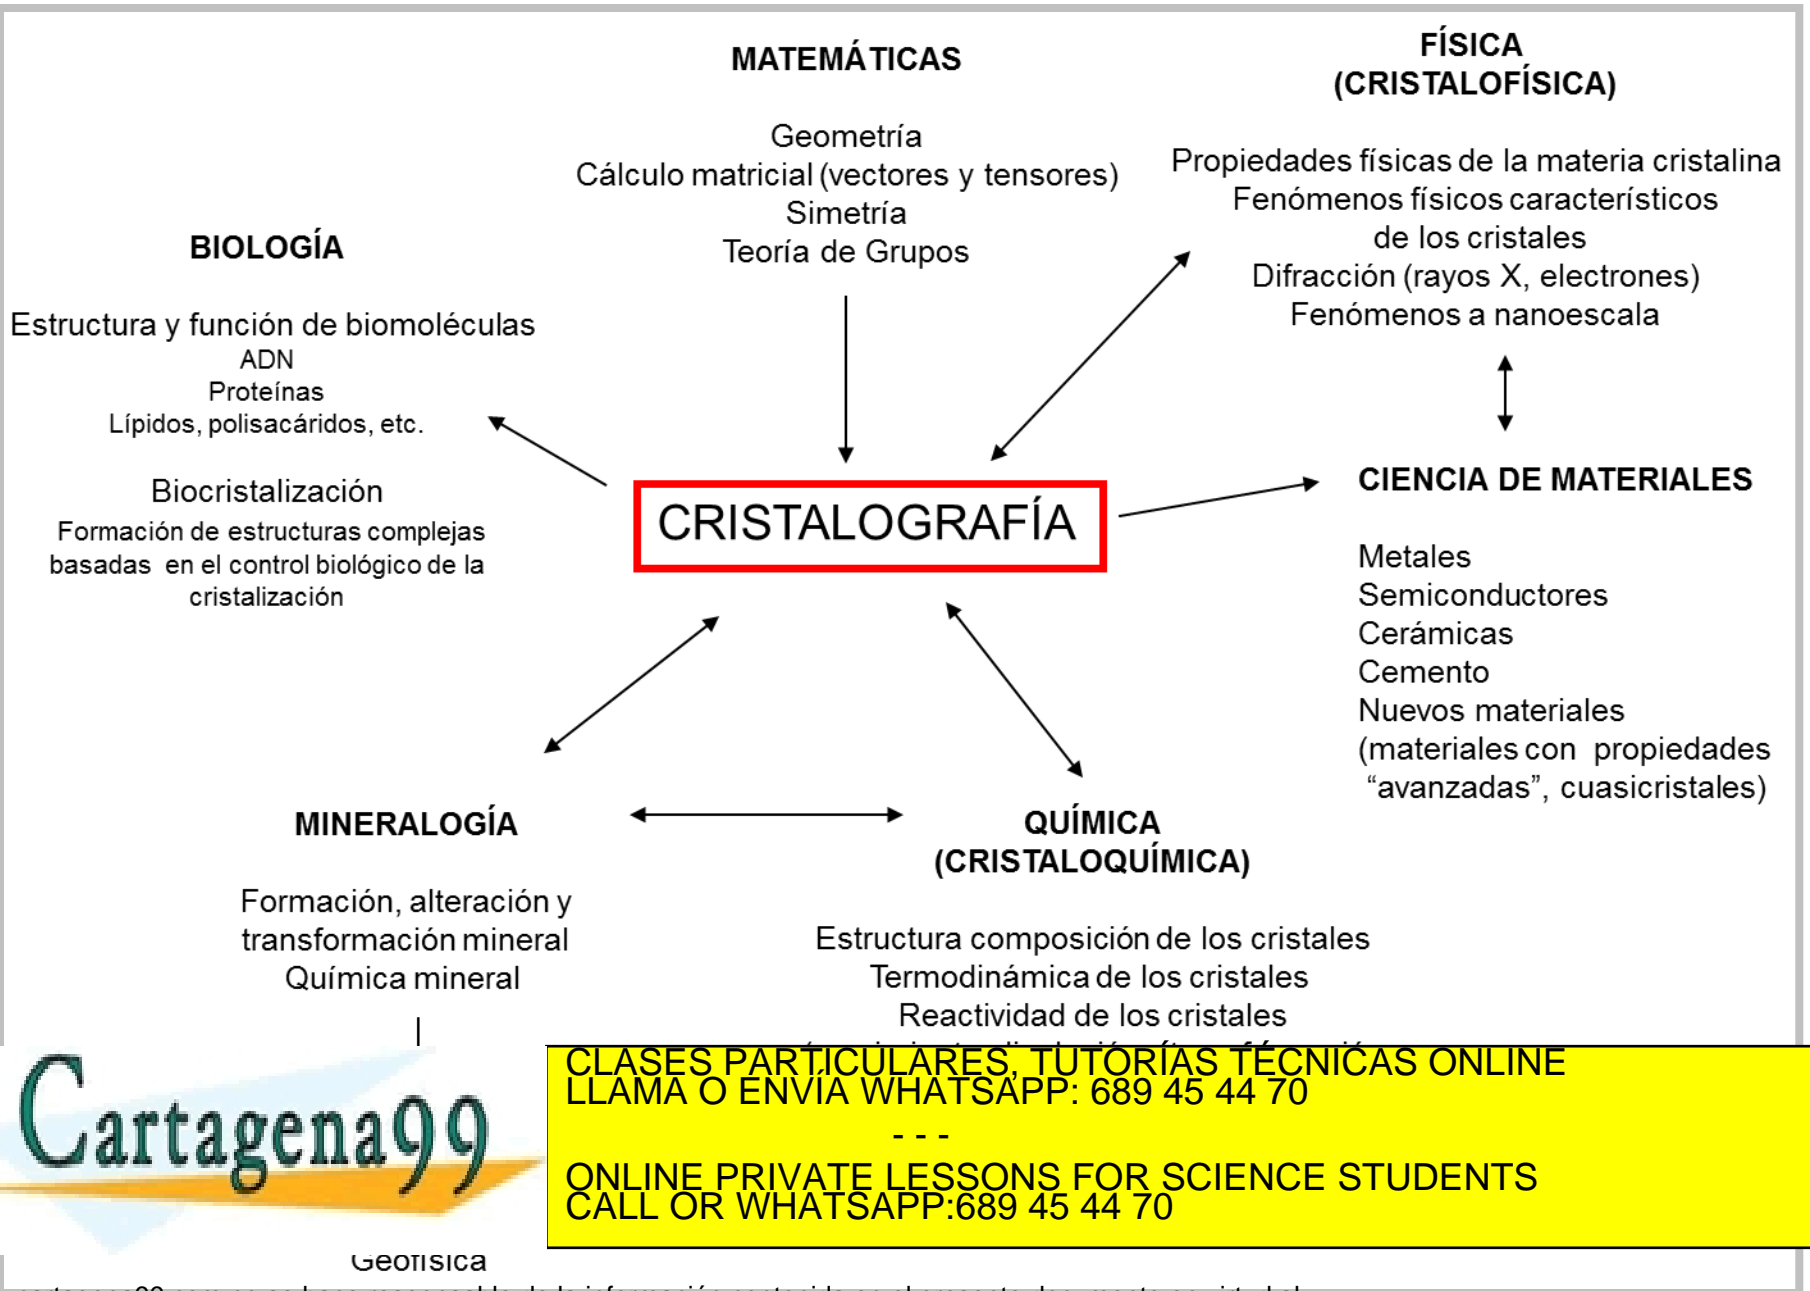 MATEMÁTICAS
Geometría
Cálculo matricial (vectores y tensores)
Simetría
Teoría de Grupos
FÍSICA
(CRISTALOFÍSICA)
Propiedades físicas de la materia cristalina
Fenómenos físicos característicos
de los cristales
Difracción (rayos X, electrones)
Fenómenos a nanoescala
BIOLOGÍA
Estructura y función de biomoléculas
ADN
Proteínas
Lípidos, polisacáridos, etc.
Biocristalización
Formación de estructuras complejas
basadas en el control biológico de la
cristalización
CRISTALOGRAFÍA
CIENCIA DE MATERIALES
Metales
Semiconductores
Cerámicas
Cemento
Nuevos materiales
(materiales con propiedades
“avanzadas”, cuasicristales)
MINERALOGÍA
Formación, alteración y
transformación mineral
Química mineral
QUÍMICA
(CRISTALOQUÍMICA)
Estructura composición de los cristales
Termodinámica de los cristales
Reactividad de los cristales
Cartagena99
CLASES PARTICULARES, TUTORÍAS TÉCNICAS ONLINE
LLAMA O ENVÍA WHATSAPP: 689 45 44 70
- - -
ONLINE PRIVATE LESSONS FOR SCIENCE STUDENTS
CALL OR WHATSAPP:689 45 44 70
Geofísica